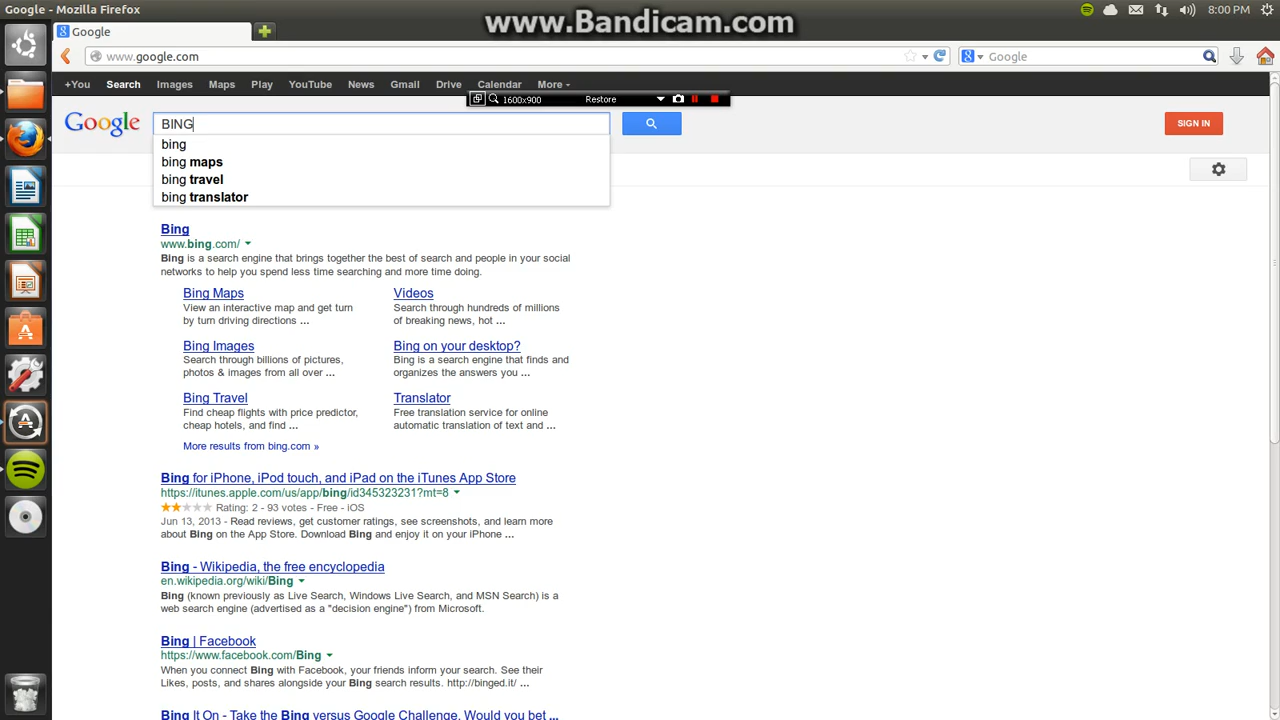 Google - Mozilla Firefox
www.Bandicam.com
8:00 PM
Google
www.google.com
Google
+You Search Images Maps Play YouTube News Gmail Drive Calendar More
1600x900 Restore
Google
BING
SIGN IN
bing
bing maps
bing travel
bing translator
Bing
www.bing.com/
Bing is a search engine that brings together the best of search and people in your social
networks to help you spend less time searching and more time doing.
Bing Maps
View an interactive map and get turn
by turn driving directions ...
Videos
Search through hundreds of millions
of breaking news, hot ...
Bing Images
Search through billions of pictures,
photos & images from all over ...
Bing on your desktop?
Bing is a search engine that finds and
organizes the answers you ...
Bing Travel
Find cheap flights with price predictor,
cheap hotels, and find ...
Translator
Free translation service for online
automatic translation of text and ...
More results from bing.com »
Bing for iPhone, iPod touch, and iPad on the iTunes App Store
https://itunes.apple.com/us/app/bing/id345323231?mt=8
Rating: 2 - 93 votes - Free - iOS
Jun 13, 2013 - Read reviews, get customer ratings, see screenshots, and learn more
about Bing on the App Store. Download Bing and enjoy it on your iPhone ...
Bing - Wikipedia, the free encyclopedia
en.wikipedia.org/wiki/Bing
Bing (known previously as Live Search, Windows Live Search, and MSN Search) is a
web search engine (advertised as a "decision engine") from Microsoft.
Bing | Facebook
https://www.facebook.com/Bing
When you connect Bing with Facebook, your friends inform your search. See their
Likes, posts, and shares alongside your Bing search results. http://binged.it/ ...
Bing It On - Take the Bing versus Google Challenge. Would you bet ...